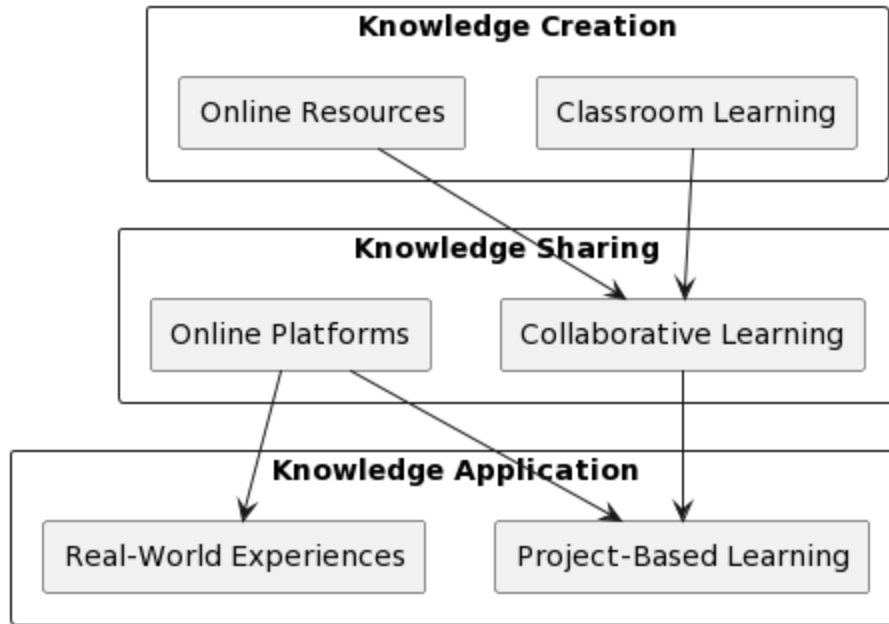 Knowledge Creation
Online Resources
Classroom Learning
Knowledge Sharing
Online Platforms
Collaborative Learning
Knowledge Application
Real-World Experiences
Project-Based Learning